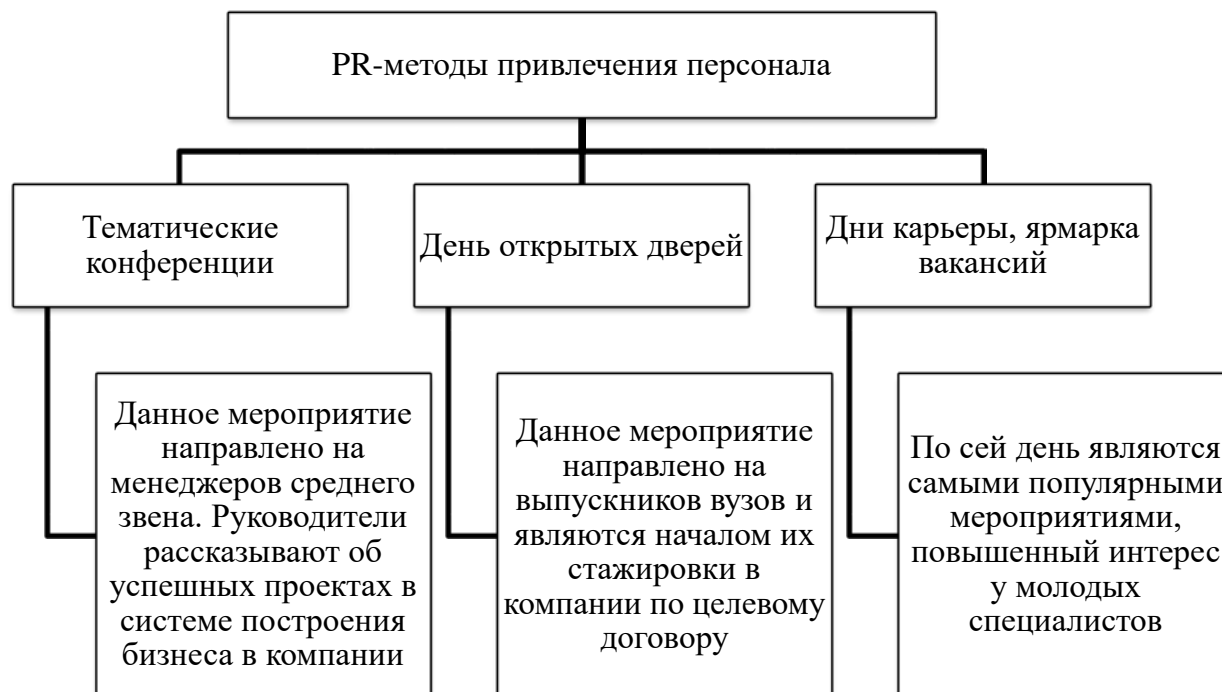 PR-методы привлечения персонала
Тематические
конференции
День открытых дверей
Дни карьеры, ярмарка
вакансий
Данное мероприятие
направлено на
менеджеров среднего
звена. Руководители
рассказывают об
успешных проектах в
системе построения
бизнеса в компании
Данное мероприятие
направлено на
выпускников вузов и
являются началом их
стажировки в
компании по целевому
договору
По сей день являются
самыми популярными
мероприятиями,
повышенный интерес
у молодых
специалистов